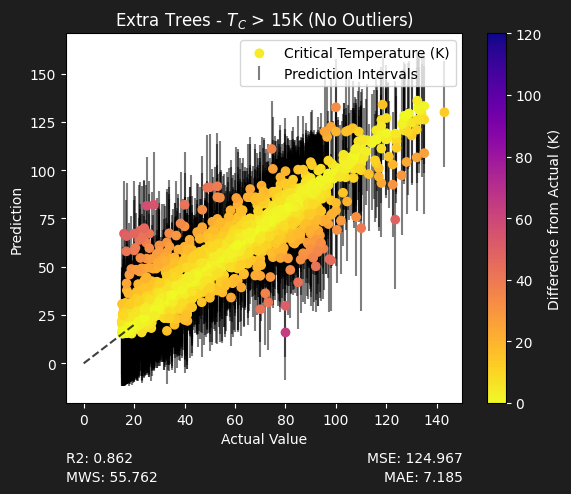 Extra Trees - T_C > 15K (No Outliers)
Critical Temperature (K)
Prediction Intervals
Prediction
150
125
100
75
50
25
0
0 20 40 60 80 100 120 140
Actual Value
120
100
80
60
40
20
0
Difference from Actual (K)
R2: 0.862 MSE: 124.967
MWS: 55.762 MAE: 7.185